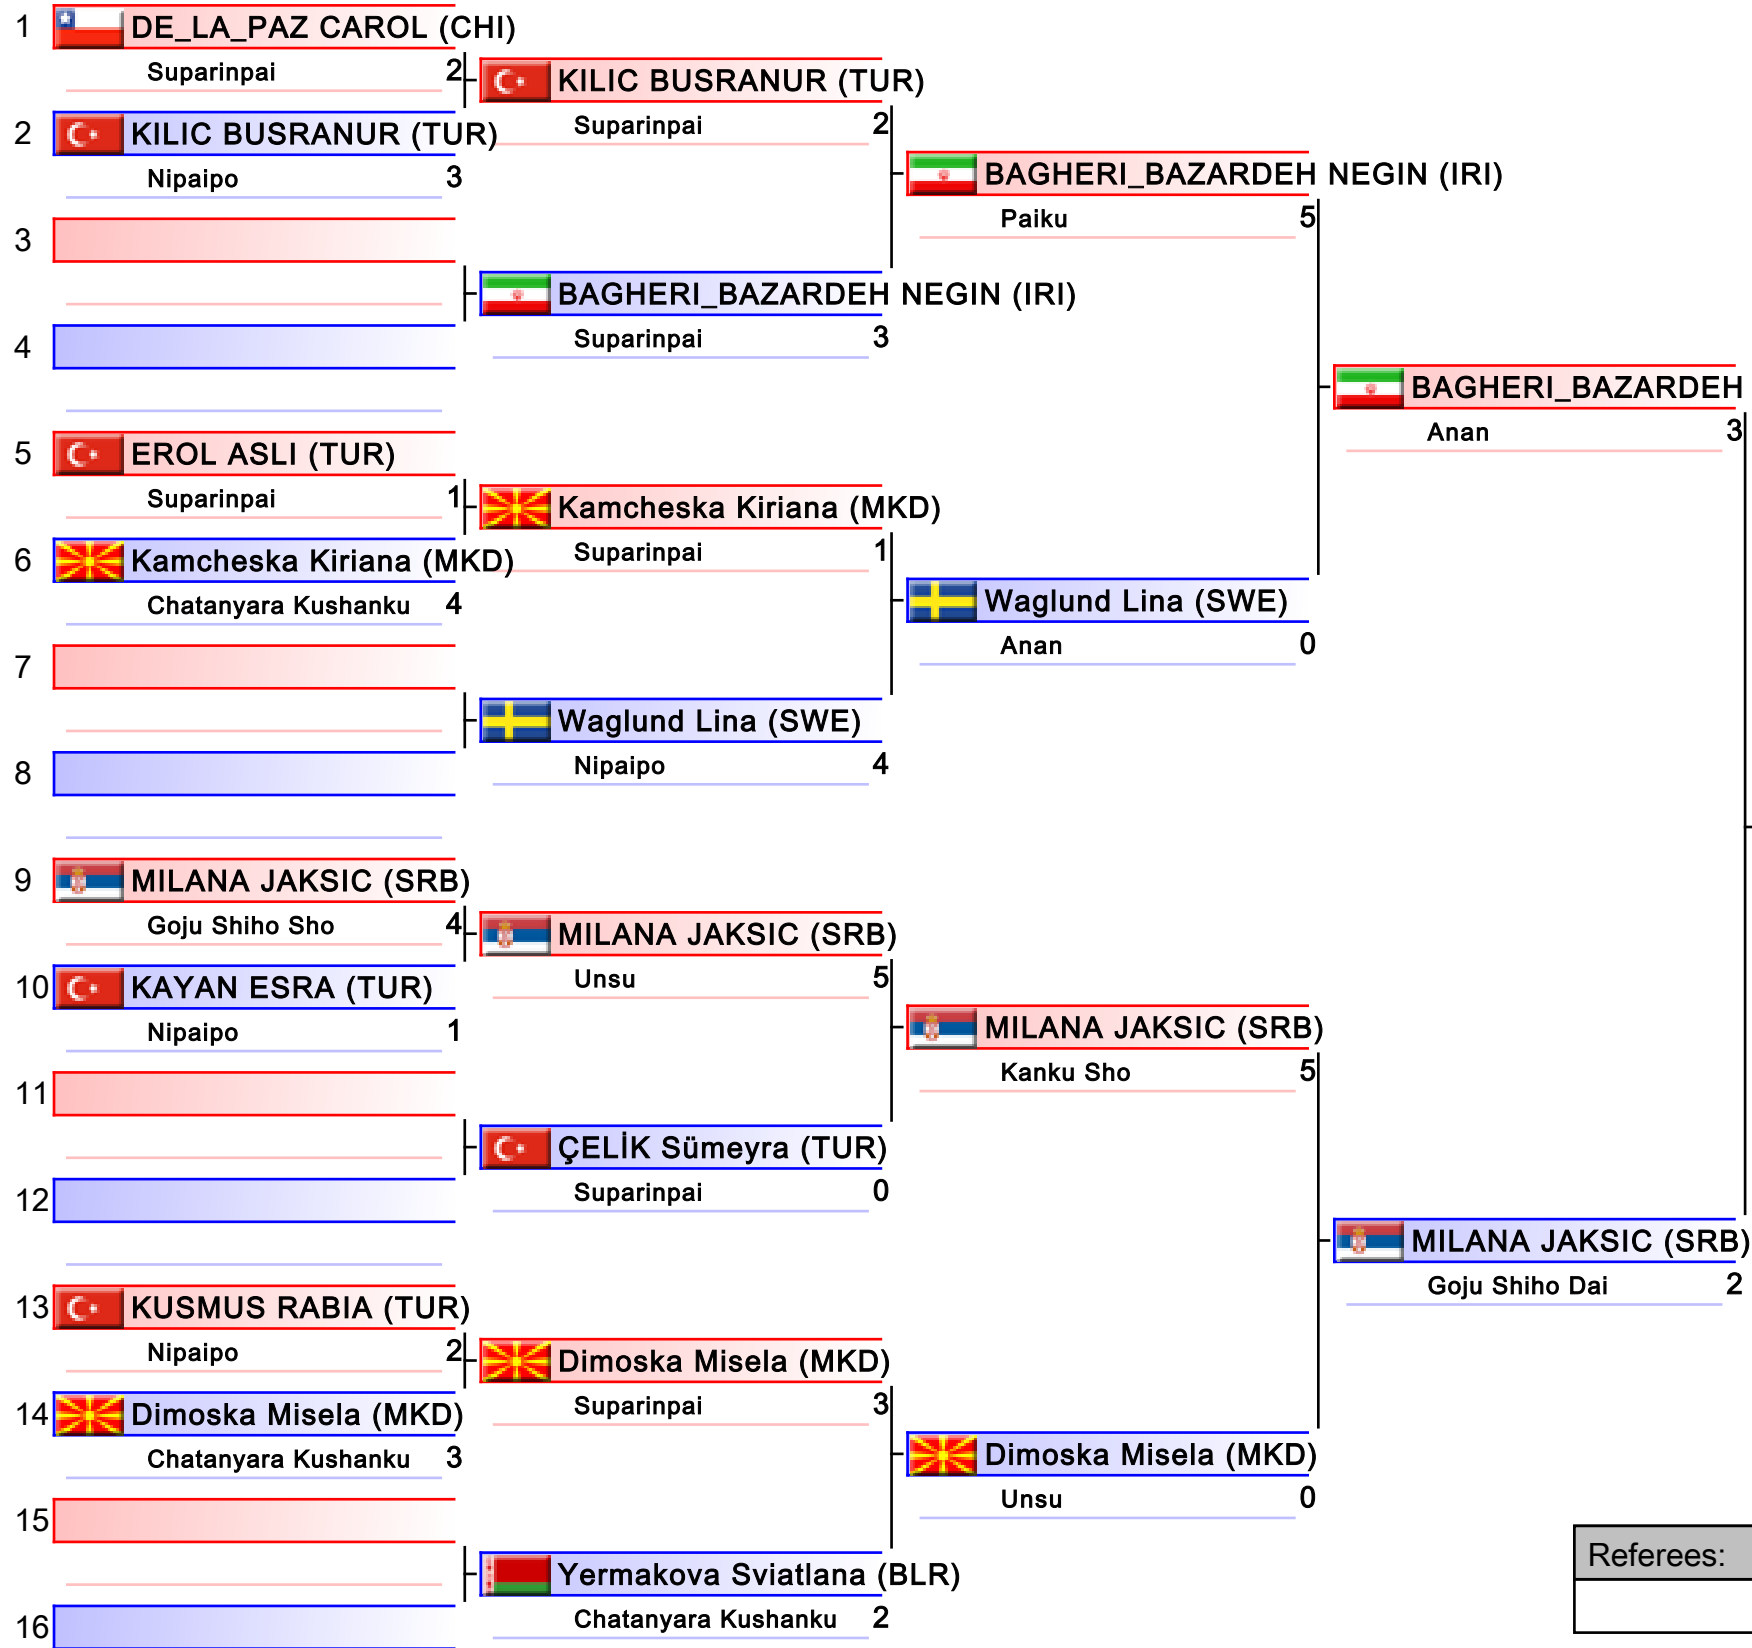 1 DE_LA_PAZ CAROL (CHI)
Suparinpai 2
KILIC BUSRANUR (TUR)
Suparinpai 2
2 KILIC BUSRANUR (TUR)
Nipaipo 3
BAGHERI_BAZARDEH NEGIN (IRI)
Paiku 5
3
BAGHERI_BAZARDEH NEGIN (IRI)
Suparinpai 3
4
BAGHERI_BAZARDEH
Anan 3
5 EROL ASLI (TUR)
Suparinpai 1
Kamcheska Kiriana (MKD)
Suparinpai 1
6 Kamcheska Kiriana (MKD)
Chatanyara Kushanku 4
Waglund Lina (SWE)
Anan 0
7
Waglund Lina (SWE)
Nipaipo 4
8
9 MILANA JAKSIC (SRB)
Goju Shiho Sho 4
MILANA JAKSIC (SRB)
Unsu 5
10 KAYAN ESRA (TUR)
Nipaipo 1
MILANA JAKSIC (SRB)
Kanku Sho 5
11
ÇELİK Sümeyra (TUR)
Suparinpai 0
12
MILANA JAKSIC (SRB)
Goju Shiho Dai 2
13 KUSMUS RABIA (TUR)
Nipaipo 2
Dimoska Misela (MKD)
Suparinpai 3
14 Dimoska Misela (MKD)
Chatanyara Kushanku 3
Dimoska Misela (MKD)
Unsu 0
15
Yermakova Sviatlana (BLR)
Chatanyara Kushanku 2
16
Referees: